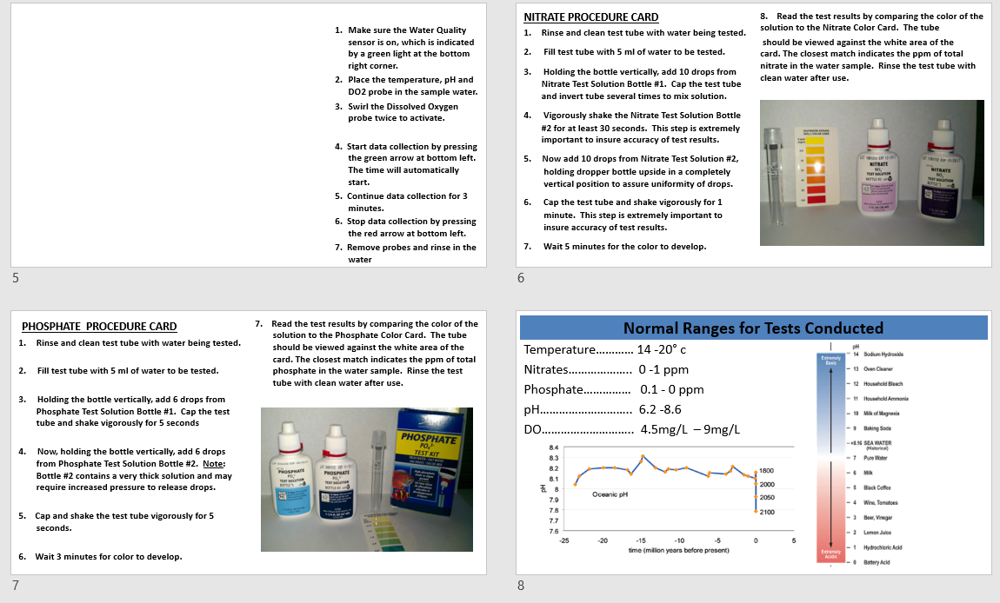 1. Make sure the Water Quality
sensor is on, which is indicated
by a green light at the bottom
right corner.
2. Place the temperature, pH and
DO2 probe in the sample water.
3. Swirl the Dissolved Oxygen
probe twice to activate.
4. Start data collection by pressing
the green arrow at bottom left.
The time will automatically
start.
5. Continue data collection for 3
minutes.
6. Stop data collection by pressing
the red arrow at bottom left.
7. Remove probes and rinse in the
water
5
NITRATE PROCEDURE CARD
1. Rinse and clean test tube with water being tested.
2. Fill test tube with 5 ml of water to be tested.
3. Holding the bottle vertically, add 10 drops from
Nitrate Test Solution Bottle #1. Cap the test tube
and invert tube several times to mix solution.
4. Vigorously shake the Nitrate Test Solution Bottle
#2 for at least 30 seconds. This step is extremely
important to insure accuracy of test results.
5. Now add 10 drops from Nitrate Test Solution #2,
holding dropper bottle upside in a completely
vertical position to assure uniformity of drops.
6. Cap the test tube and shake vigorously for 1
minute. This step is extremely important to
insure accuracy of test results.
7. Wait 5 minutes for the color to develop.
8. Read the test results by comparing the color of the
solution to the Nitrate Color Card. The tube
should be viewed against the white area of the
card. The closest match indicates the ppm of total
nitrate in the water sample. Rinse the test tube with
clean water after use.
NITRATE
NO3
TEST SOLUTION
NITRATE
NO3
TEST SOLUTION
6
PHOSPHATE PROCEDURE CARD
1. Rinse and clean test tube with water being tested.
2. Fill test tube with 5 ml of water to be tested.
3. Holding the bottle vertically, add 6 drops from
Phosphate Test Solution Bottle #1. Cap the test
tube and shake vigorously for 5 seconds
4. Now, holding the bottle vertically, add 6 drops
from Phosphate Test Solution Bottle #2. Note:
Bottle #2 contains a very thick solution and may
require increased pressure to release drops.
5. Cap and shake the test tube vigorously for 5
seconds.
6. Wait 3 minutes for color to develop.
7. Read the test results by comparing the color of the
solution to the Phosphate Color Card. The tube
should be viewed against the white area of the
card. The closest match indicates the ppm of total
phosphate in the water sample. Rinse the test
tube with clean water after use.
PHOSPHATE
TEST SOLUTION
PHOSPHATE
TEST SOLUTION
PHOSPHATE
TEST KIT
7
Normal Ranges for Tests Conducted
Temperature………… 14 -20° c
Nitrates……………….. 0 -1 ppm
Phosphate…………… 0.1 - 0 ppm
pH……………………….. 6.2 -8.6
DO……………………….. 4.5mg/L – 9mg/L
8.4
8.3
8.2
8.1
8
7.9
7.8
7.7
7.6
pH
Oceanic pH
1800
2000
2050
2100
-25 -20 -15 -10 -5 0 5
time (million years before present)
pH
Extremely
Basic
14 Sodium Hydroxide
13 Oven Cleaner
12 Household Bleach
11 Household Ammonia
10 Milk of Magnesia
9 Baking Soda
~8.16 SEA WATER
(Historical)
7 Pure Water
6 Milk
5 Black Coffee
4 Wine, Tomatoes
3 Beer, Vinegar
2 Lemon Juice
1 Hydrochloric Acid
Extremely
Acidic
0 Battery Acid
8